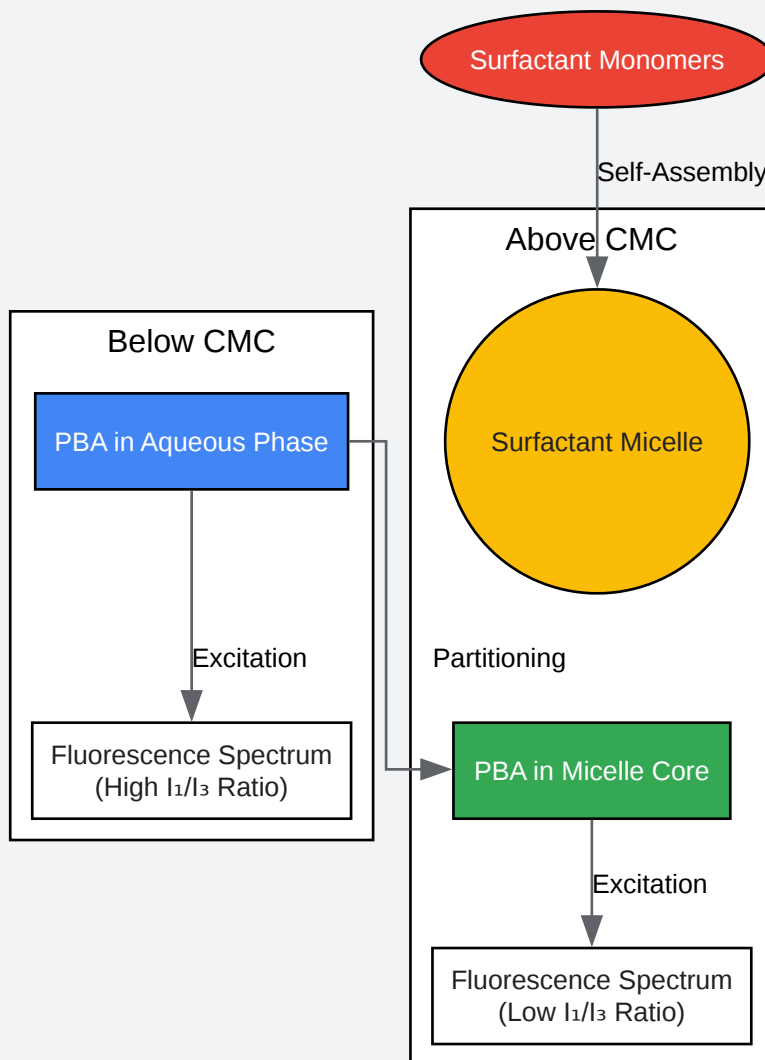 Surfactant Monomers
Self-Assembly
Above CMC
Surfactant Micelle
Below CMC
PBA in Aqueous Phase
Excitation
Fluorescence Spectrum
(High I₁/I₃ Ratio)
Partitioning
PBA in Micelle Core
Excitation
Fluorescence Spectrum
(Low I₁/I₃ Ratio)